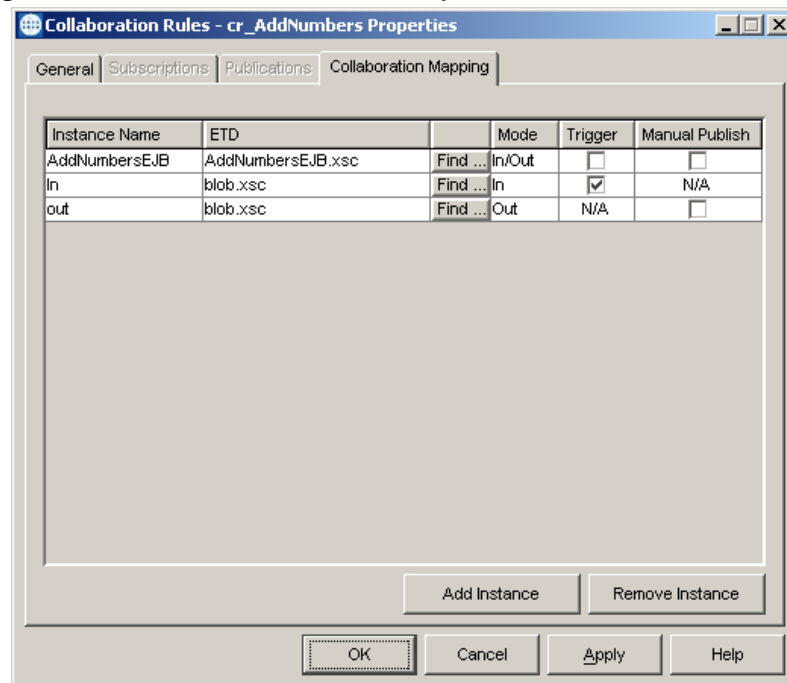 Collaboration Rules - cr_AddNumbers Properties
General Subscriptions Publications Collaboration Mapping
Instance Name ETD Mode Trigger Manual Publish
AddNumbersEJB AddNumbersEJB.xsc Find ... In/Out
In blob.xsc Find ... In N/A
out blob.xsc Find ... Out N/A
Add Instance Remove Instance
OK Cancel Apply Help